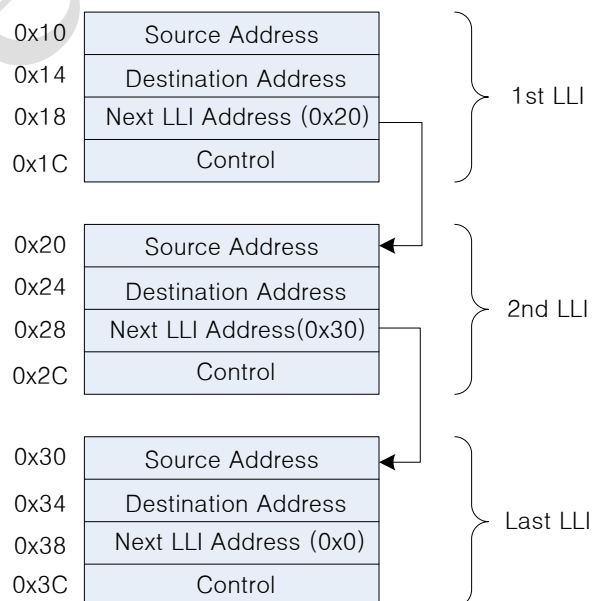 0x10 Source Address
0x14 Destination Address
0x18 Next LLI Address (0x20)
0x1C Control
1st LLI
0x20 Source Address
0x24 Destination Address
0x28 Next LLI Address(0x30)
0x2C Control
2nd LLI
0x30 Source Address
0x34 Destination Address
0x38 Next LLI Address (0x0)
0x3C Control
Last LLI